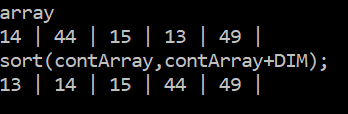 array
14 | 44 | 15 | 13 | 49 |
sort(contArray,contArray+DIM);
13 | 14 | 15 | 44 | 49 |